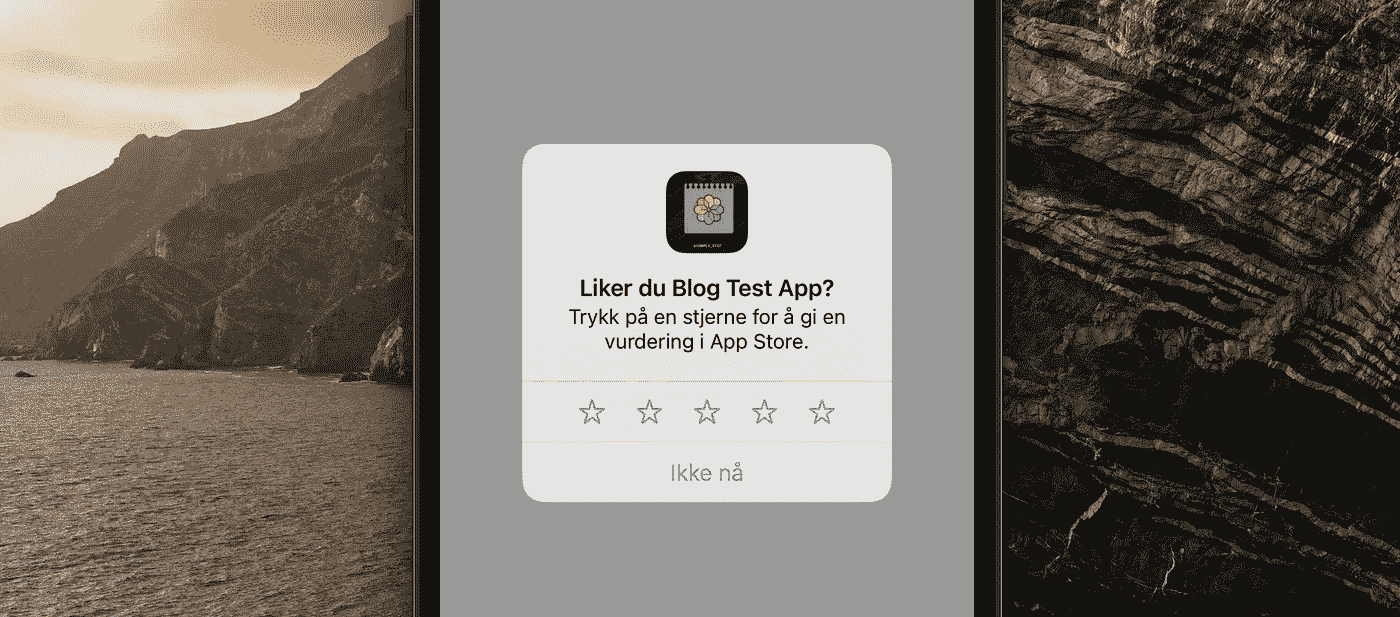 Liker du Blog Test App?
Trykk på en stjerne for å gi en
vurdering i App Store.
Ikke nå